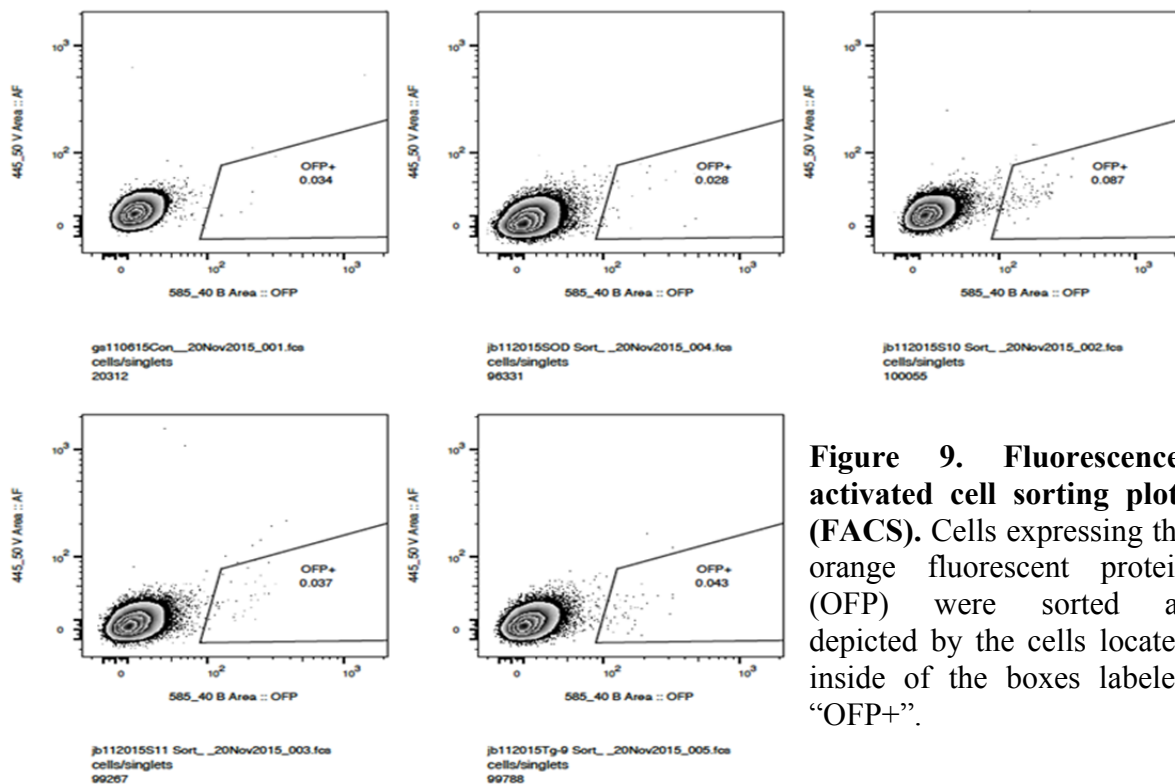 10³
10²
0
445_50 V Area :: AF
OFP+
0.034
0 10² 10³
585_40 B Area :: OFP
gs110615Con__20Nov2015_001.fcs
cells/singlets
20312
10³
10²
0
445_50 V Area :: AF
OFP+
0.028
0 10² 10³
585_40 B Area :: OFP
jb112015SOD Sort_ _20Nov2015_004.fcs
cells/singlets
96331
10³
10²
0
445_50 V Area :: AF
OFP+
0.087
0 10² 10³
585_40 B Area :: OFP
jb112015S10 Sort_ _20Nov2015_002.fcs
cells/singlets
100055
10³
10²
0
445_50 V Area :: AF
OFP+
0.037
0 10² 10³
585_40 B Area :: OFP
jb112015S11 Sort_ _20Nov2015_003.fcs
cells/singlets
99267
10³
10²
0
445_50 V Area :: AF
OFP+
0.043
0 10² 10³
585_40 B Area :: OFP
jb112015Tg-9 Sort_ _20Nov2015_005.fcs
cells/singlets
99788
Figure 9. Fluorescence
activated cell sorting plot
(FACS). Cells expressing th
orange fluorescent protei
(OFP) were sorted a
depicted by the cells locate
inside of the boxes labele
“OFP+”.